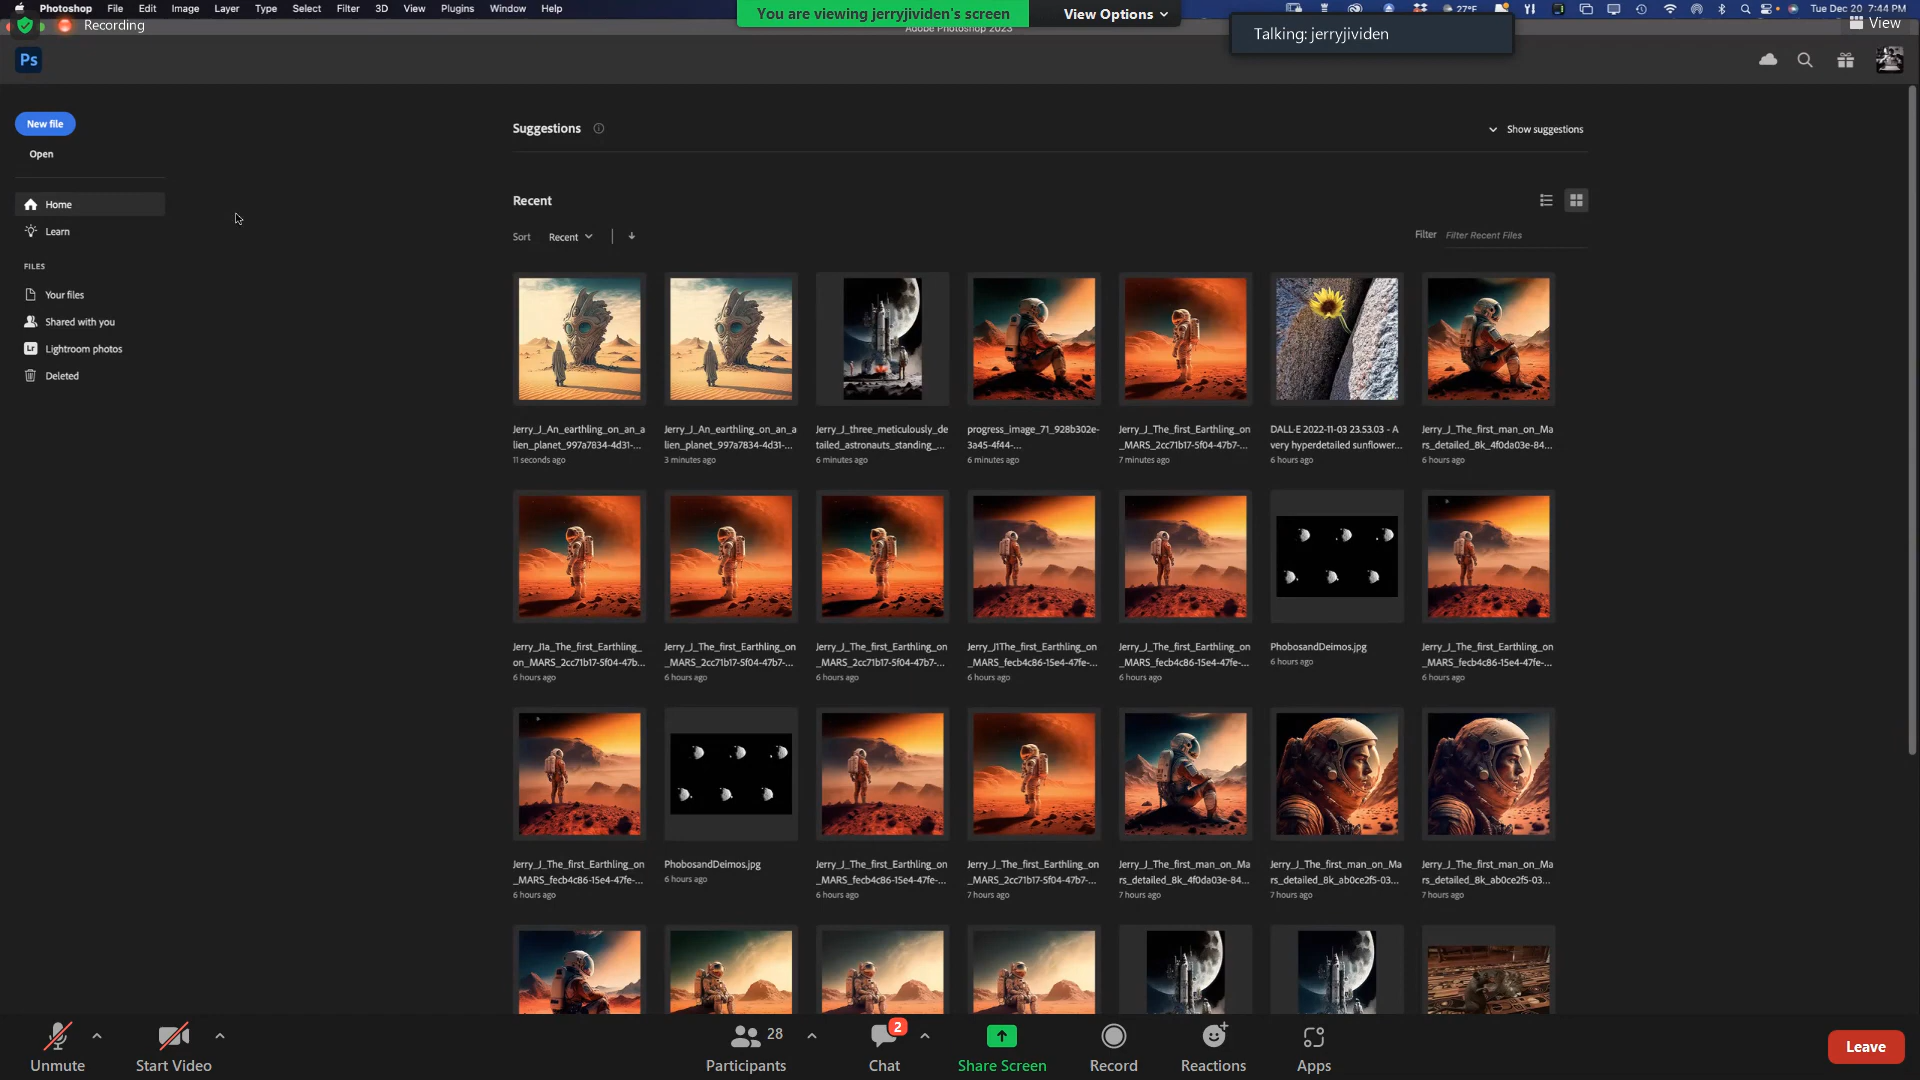 Photoshop File Edit Image Layer Type Select Filter 3D View Plugins Window Help
You are viewing jerryjividen's screen
View Options
27°F
Tue Dec 20 7:44 PM
Recording
Adobe Photoshop 2023
Talking: jerryjividen
View
Ps
New file
Open
Home
Learn
FILES
Your files
Shared with you
Lr Lightroom photos
Deleted
Suggestions
Show suggestions
Recent
Sort Recent
Filter Filter Recent Files
Jerry_J_An_earthling_on_an_a
lien_planet_997a7834-4d31-...
11 seconds ago
Jerry_J_An_earthling_on_an_a
lien_planet_997a7834-4d31-...
3 minutes ago
Jerry_J_three_meticulously_de
tailed_astronauts_standing_...
6 minutes ago
progress_image_71_928b302e-
3a45-4f44-...
6 minutes ago
Jerry_J_The_first_Earthling_on
_MARS_2cc71b17-5f04-47b7-...
7 minutes ago
DALL·E 2022-11-03 23.53.03 - A
very hyperdetailed sunflower...
6 hours ago
Jerry_J_The_first_man_on_Ma
rs_detailed_8k_4f0da03e-84...
6 hours ago
Jerry_J1a_The_first_Earthling_
on_MARS_2cc71b17-5f04-47b...
6 hours ago
Jerry_J_The_first_Earthling_on
_MARS_2cc71b17-5f04-47b7-...
6 hours ago
Jerry_J_The_first_Earthling_on
_MARS_2cc71b17-5f04-47b7-...
6 hours ago
Jerry_J1The_first_Earthling_on
_MARS_fecb4c86-15e4-47fe-...
6 hours ago
Jerry_J_The_first_Earthling_on
_MARS_fecb4c86-15e4-47fe-...
6 hours ago
PhobosandDeimos.jpg
6 hours ago
Jerry_J_The_first_Earthling_on
_MARS_fecb4c86-15e4-47fe-...
6 hours ago
Jerry_J_The_first_Earthling_on
_MARS_fecb4c86-15e4-47fe-...
6 hours ago
PhobosandDeimos.jpg
6 hours ago
Jerry_J_The_first_Earthling_on
_MARS_fecb4c86-15e4-47fe-...
6 hours ago
Jerry_J_The_first_Earthling_on
_MARS_2cc71b17-5f04-47b7-...
7 hours ago
Jerry_J_The_first_man_on_Ma
rs_detailed_8k_4f0da03e-84...
7 hours ago
Jerry_J_The_first_man_on_Ma
rs_detailed_8k_ab0ce2f5-03...
7 hours ago
Jerry_J_The_first_man_on_Ma
rs_detailed_8k_ab0ce2f5-03...
7 hours ago
Unmute
Start Video
28
Participants
2
Chat
Share Screen
Record
Reactions
Apps
Leave